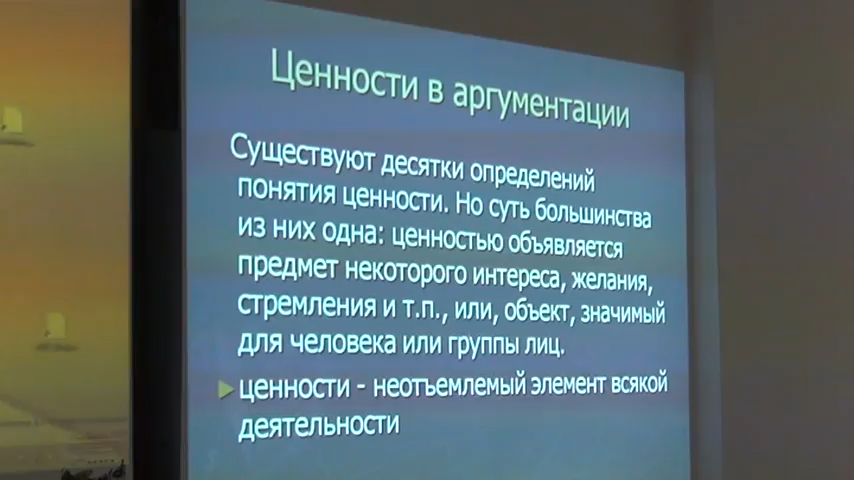 Ценности в аргументации
Существуют десятки определений
понятия ценности. Но суть большинства
из них одна: ценностью объявляется
предмет некоторого интереса, желания,
стремления и т.п., или, объект, значимый
для человека или группы лиц.
ценности - неотъемлемый элемент всякой
деятельности